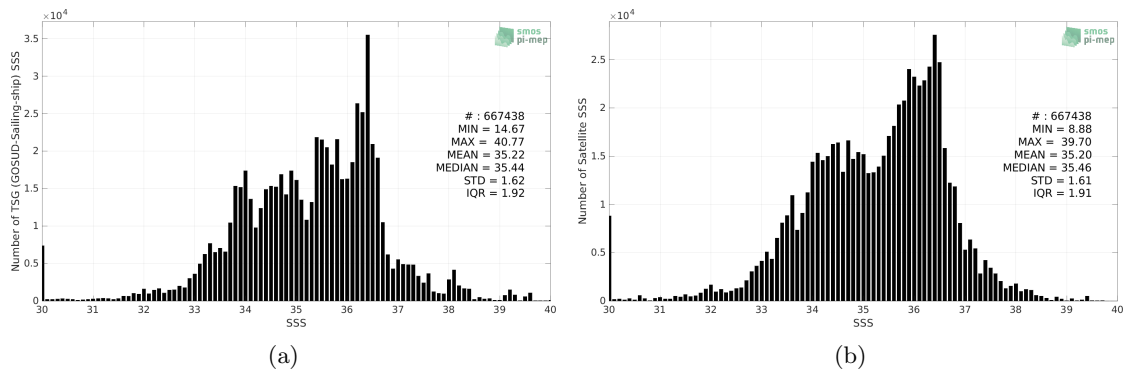 ×10⁴
3.5
3
2.5
2
1.5
1
0.5
0
Number of TSG (GOSUD-Sailing-ship) SSS
30 31 32 33 34 35 36 37 38 39 40
SSS
smos
pi-mep
# : 667438
MIN = 14.67
MAX = 40.77
MEAN = 35.22
MEDIAN = 35.44
STD = 1.62
IQR = 1.92
(a)
×10⁴
2.5
2
1.5
1
0.5
0
Number of Satellite SSS
30 31 32 33 34 35 36 37 38 39 40
SSS
smos
pi-mep
# : 667438
MIN = 8.88
MAX = 39.70
MEAN = 35.20
MEDIAN = 35.46
STD = 1.61
IQR = 1.91
(b)